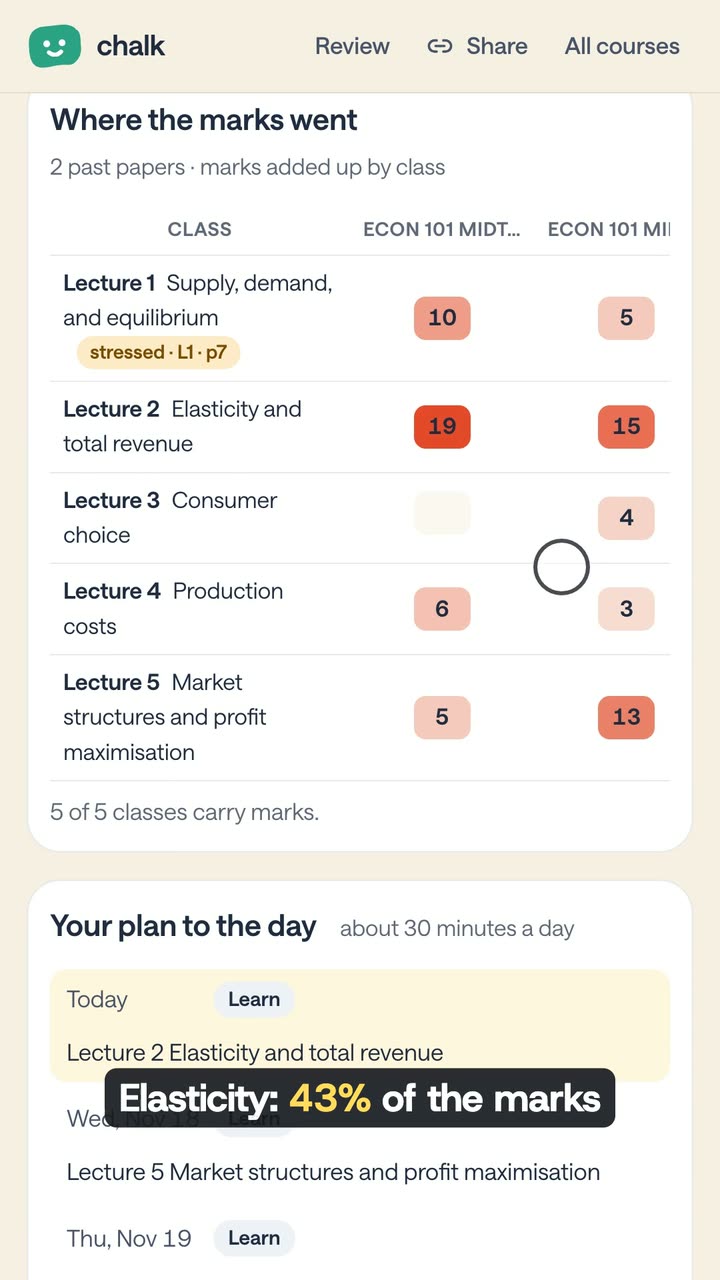 chalk
Review Share All courses
Where the marks went
2 past papers · marks added up by class
CLASS ECON 101 MIDT... ECON 101 MI
Lecture 1 Supply, demand,
and equilibrium
stressed · L1 · p7
10 5
Lecture 2 Elasticity and
total revenue
19 15
Lecture 3 Consumer
choice
4
Lecture 4 Production
costs
6 3
Lecture 5 Market
structures and profit
maximisation
5 13
5 of 5 classes carry marks.
Your plan to the day about 30 minutes a day
Today Learn
Lecture 2 Elasticity and total revenue
Elasticity: 43% of the marks
Wed, Nov 18 Learn
Lecture 5 Market structures and profit maximisation
Thu, Nov 19 Learn